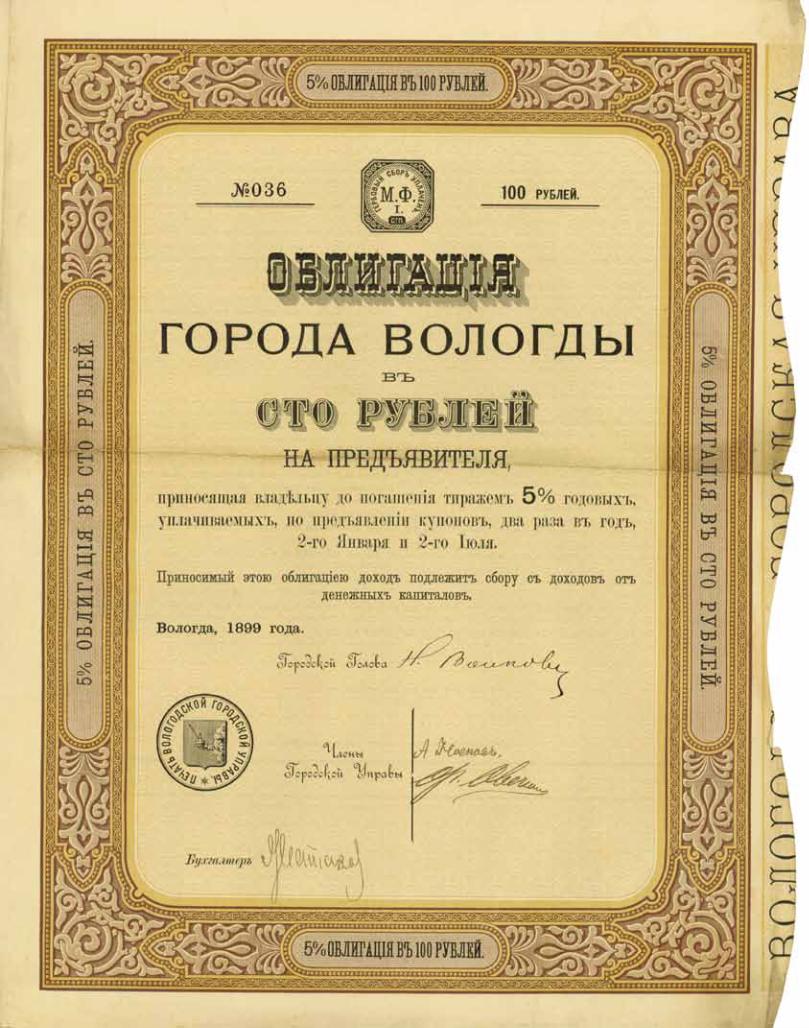 5% ОБЛИГАЦІЯ ВЪ 100 РУБЛЕЙ.
№036
ГЕРБОВЫЙ СБОРЪ УПЛАЧЕНЪ
М.Ф.
I.
СПГ.
100 РУБЛЕЙ.
ОБЛИГАЦІЯ
ГОРОДА ВОЛОГДЫ
ВЪ
СТО РУБЛЕЙ
НА ПРЕДЪЯВИТЕЛЯ,
приносящая владѣльцу до погашенія тиражемъ 5% годовыхъ,
уплачиваемыхъ, по предъявленіи купоновъ, два раза въ годъ,
2-го Января и 2-го Іюля.
Приносимый этою облигаціею доходъ подлежитъ сбору съ доходовъ отъ
денежныхъ капиталовъ.
Вологда, 1899 года.
Городской Голова
ПЕЧАТЬ ВОЛОГОДСКОЙ ГОРОДСКОЙ УПРАВЫ.
Члены
Городской Управы
Бухгалтеръ
5% ОБЛИГАЦІЯ ВЪ СТО РУБЛЕЙ.
5% ОБЛИГАЦІЯ ВЪ СТО РУБЛЕЙ.
5% ОБЛИГАЦІЯ ВЪ 100 РУБЛЕЙ.